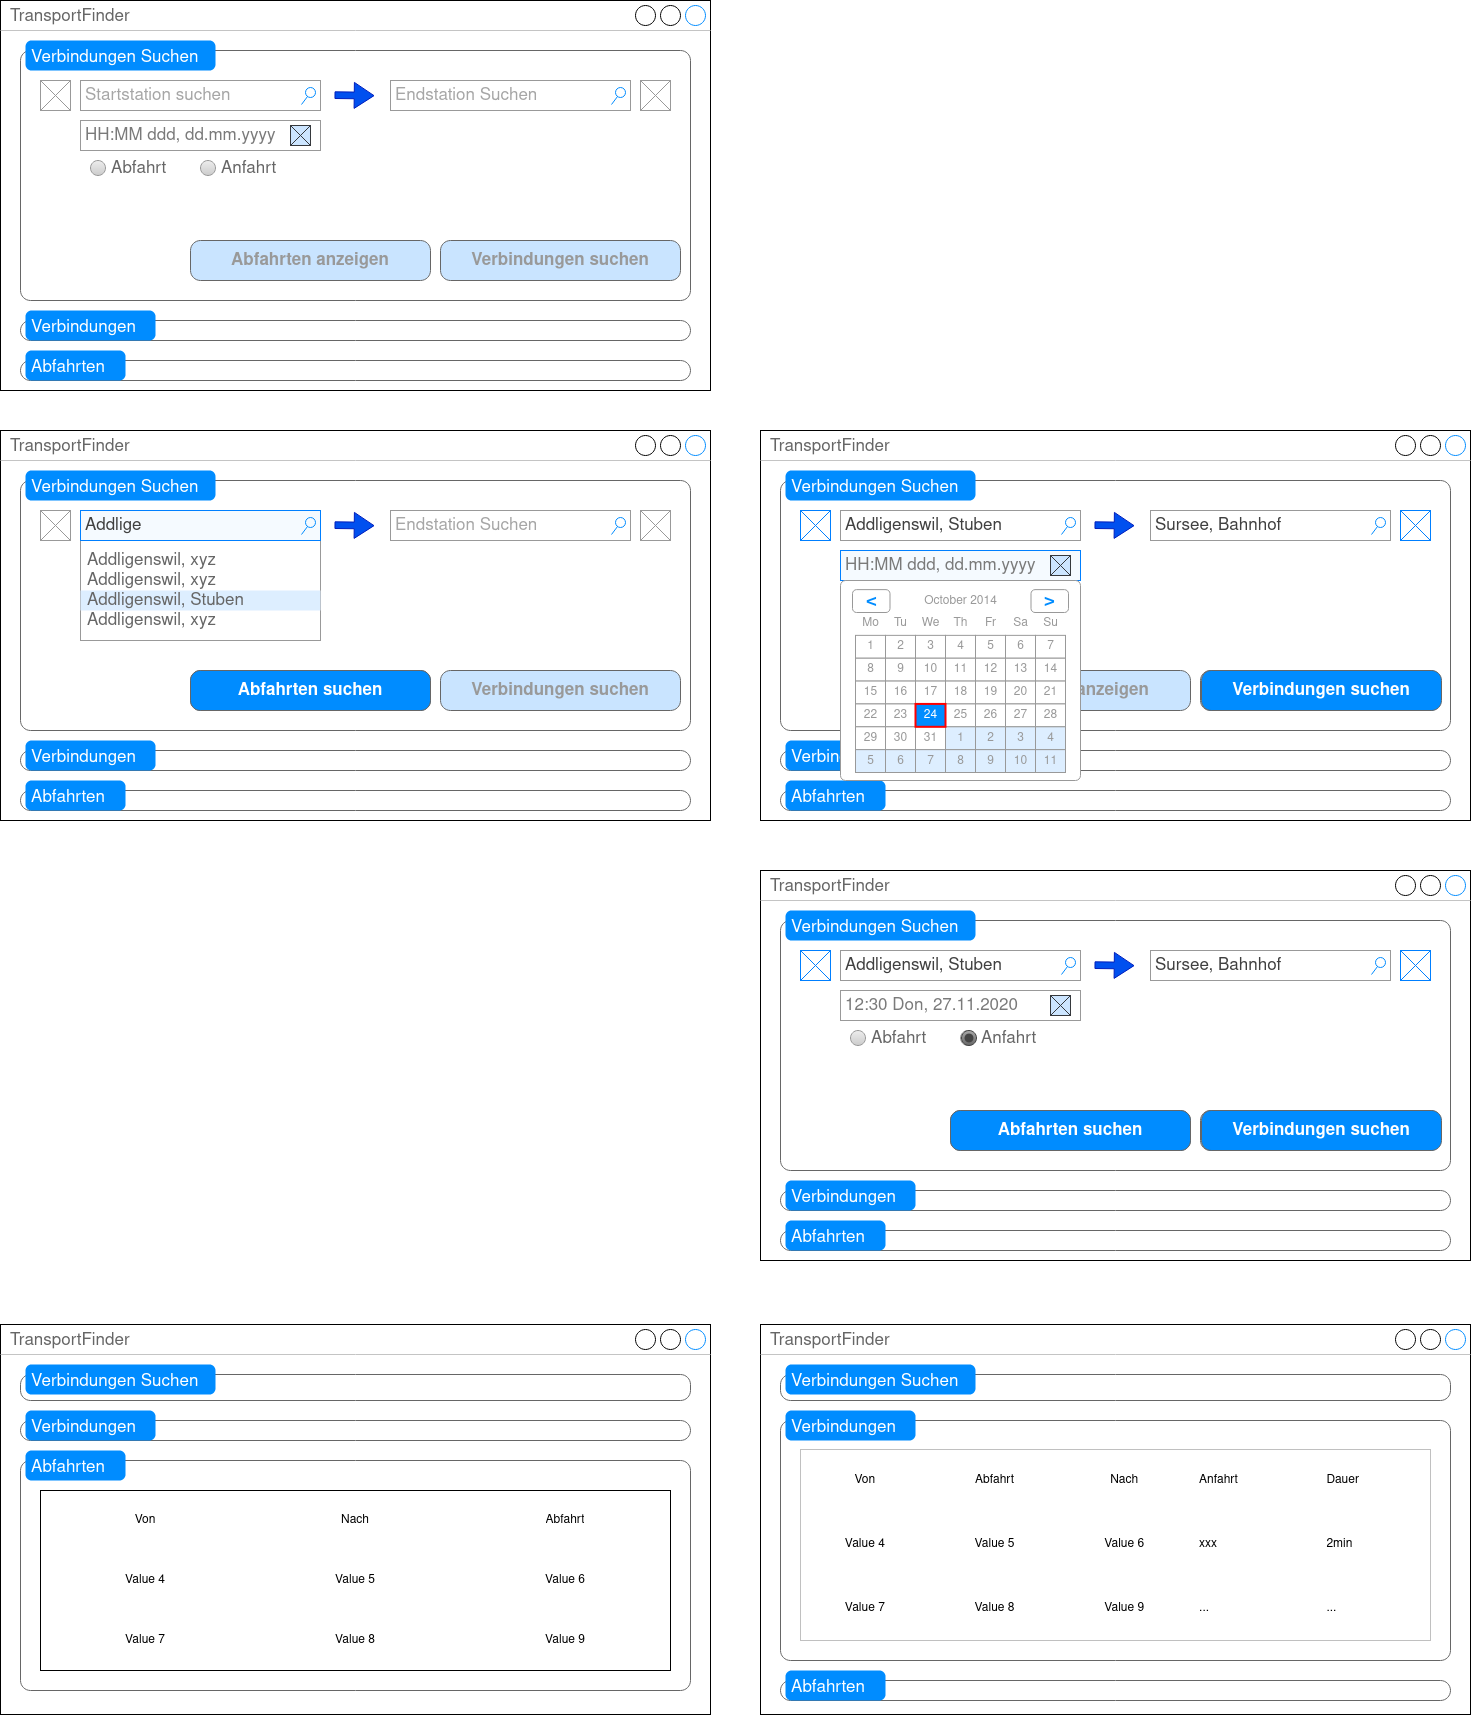 TransportFinder
Verbindungen Suchen
Startstation suchen
Endstation Suchen
HH:MM ddd, dd.mm.yyyy
Abfahrt Anfahrt
Abfahrten anzeigen Verbindungen suchen
Verbindungen
Abfahrten
TransportFinder
Verbindungen Suchen
Addlige
Endstation Suchen
Addligenswil, xyz
Addligenswil, xyz
Addligenswil, Stuben
Addligenswil, xyz
Abfahrten suchen Verbindungen suchen
Verbindungen
Abfahrten
TransportFinder
Verbindungen Suchen
Addligenswil, Stuben
Sursee, Bahnhof
HH:MM ddd, dd.mm.yyyy
< October 2014 >
Mo Tu We Th Fr Sa Su
1 2 3 4 5 6 7
8 9 10 11 12 13 14
15 16 17 18 19 20 21
22 23 24 25 26 27 28
29 30 31 1 2 3 4
5 6 7 8 9 10 11
anzeigen Verbindungen suchen
Verbin
Abfahrten
TransportFinder
Verbindungen Suchen
Addligenswil, Stuben
Sursee, Bahnhof
12:30 Don, 27.11.2020
Abfahrt Anfahrt
Abfahrten suchen Verbindungen suchen
Verbindungen
Abfahrten
TransportFinder
Verbindungen Suchen
Verbindungen
Abfahrten
Von Nach Abfahrt
Value 4 Value 5 Value 6
Value 7 Value 8 Value 9
TransportFinder
Verbindungen Suchen
Verbindungen
Von Abfahrt Nach Anfahrt Dauer
Value 4 Value 5 Value 6 xxx 2min
Value 7 Value 8 Value 9 ... ...
Abfahrten